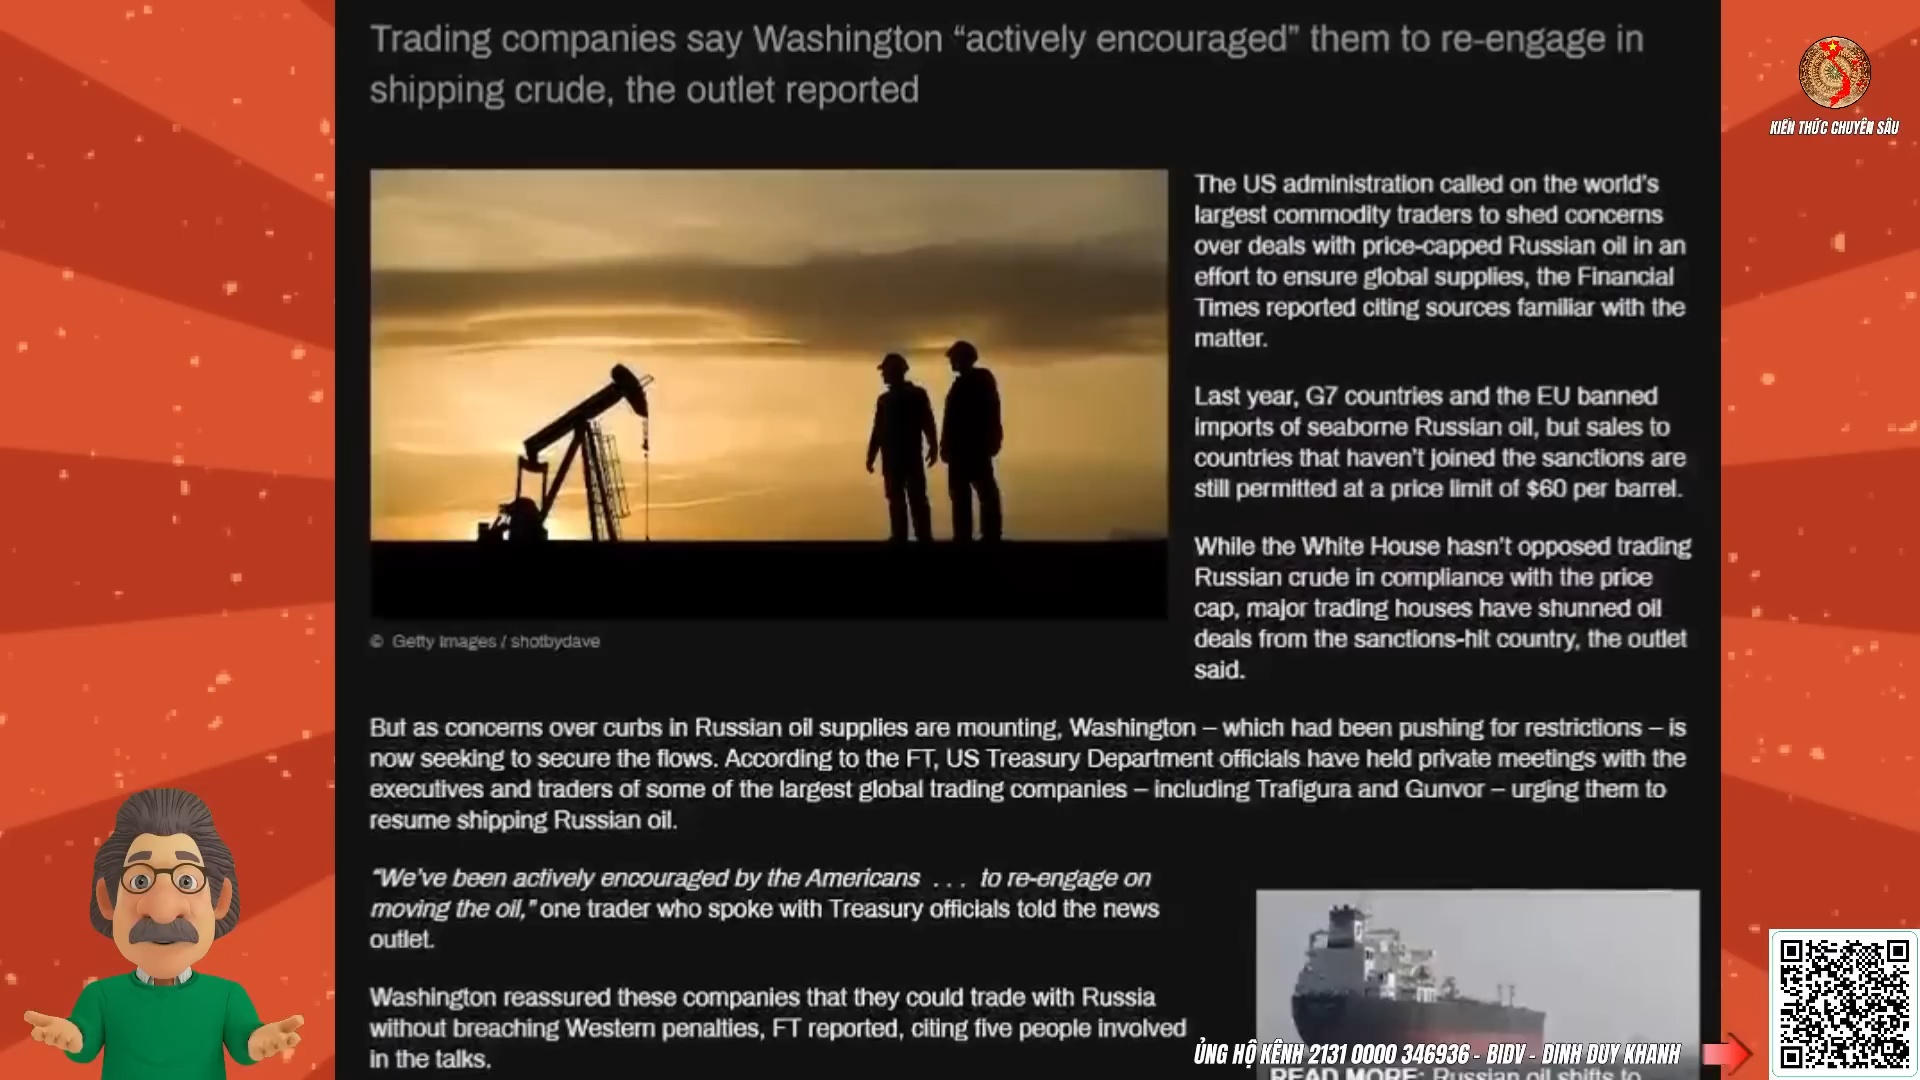 Trading companies say Washington “actively encouraged” them to re-engage in
shipping crude, the outlet reported
KIẾN THỨC CHUYÊN SÂU
The US administration called on the world's
largest commodity traders to shed concerns
over deals with price-capped Russian oil in an
effort to ensure global supplies, the Financial
Times reported citing sources familiar with the
matter.
Last year, G7 countries and the EU banned
imports of seaborne Russian oil, but sales to
countries that haven't joined the sanctions are
still permitted at a price limit of $60 per barrel.
While the White House hasn't opposed trading
Russian crude in compliance with the price
cap, major trading houses have shunned oil
deals from the sanctions-hit country, the outlet
said.
© Getty Images / shotbydave
But as concerns over curbs in Russian oil supplies are mounting, Washington – which had been pushing for restrictions – is
now seeking to secure the flows. According to the FT, US Treasury Department officials have held private meetings with the
executives and traders of some of the largest global trading companies – including Trafigura and Gunvor – urging them to
resume shipping Russian oil.
“We've been actively encouraged by the Americans . . . to re-engage on
moving the oil,” one trader who spoke with Treasury officials told the news
outlet.
Washington reassured these companies that they could trade with Russia
without breaching Western penalties, FT reported, citing five people involved
in the talks.
ỦNG HỘ KÊNH 2131 0000 346936 - BIDV - DINH DUY KHANH
READ MORE: Russian oil shifts to